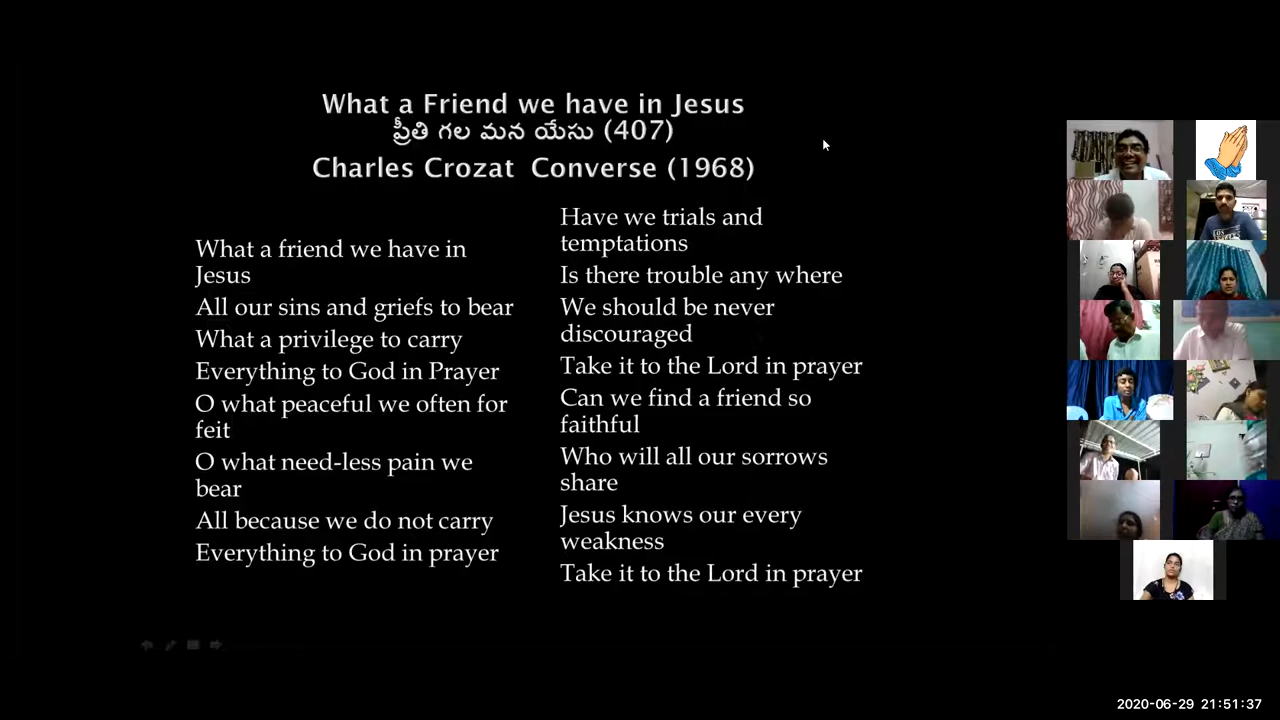 What a Friend we have in Jesus
ప్రీతి గల మన యేసు (407)
Charles Crozat Converse (1968)
What a friend we have in
Jesus
All our sins and griefs to bear
What a privilege to carry
Everything to God in Prayer
O what peaceful we often for
feit
O what need-less pain we
bear
All because we do not carry
Everything to God in prayer
Have we trials and
temptations
Is there trouble any where
We should be never
discouraged
Take it to the Lord in prayer
Can we find a friend so
faithful
Who will all our sorrows
share
Jesus knows our every
weakness
Take it to the Lord in prayer
2020-06-29 21:51:37